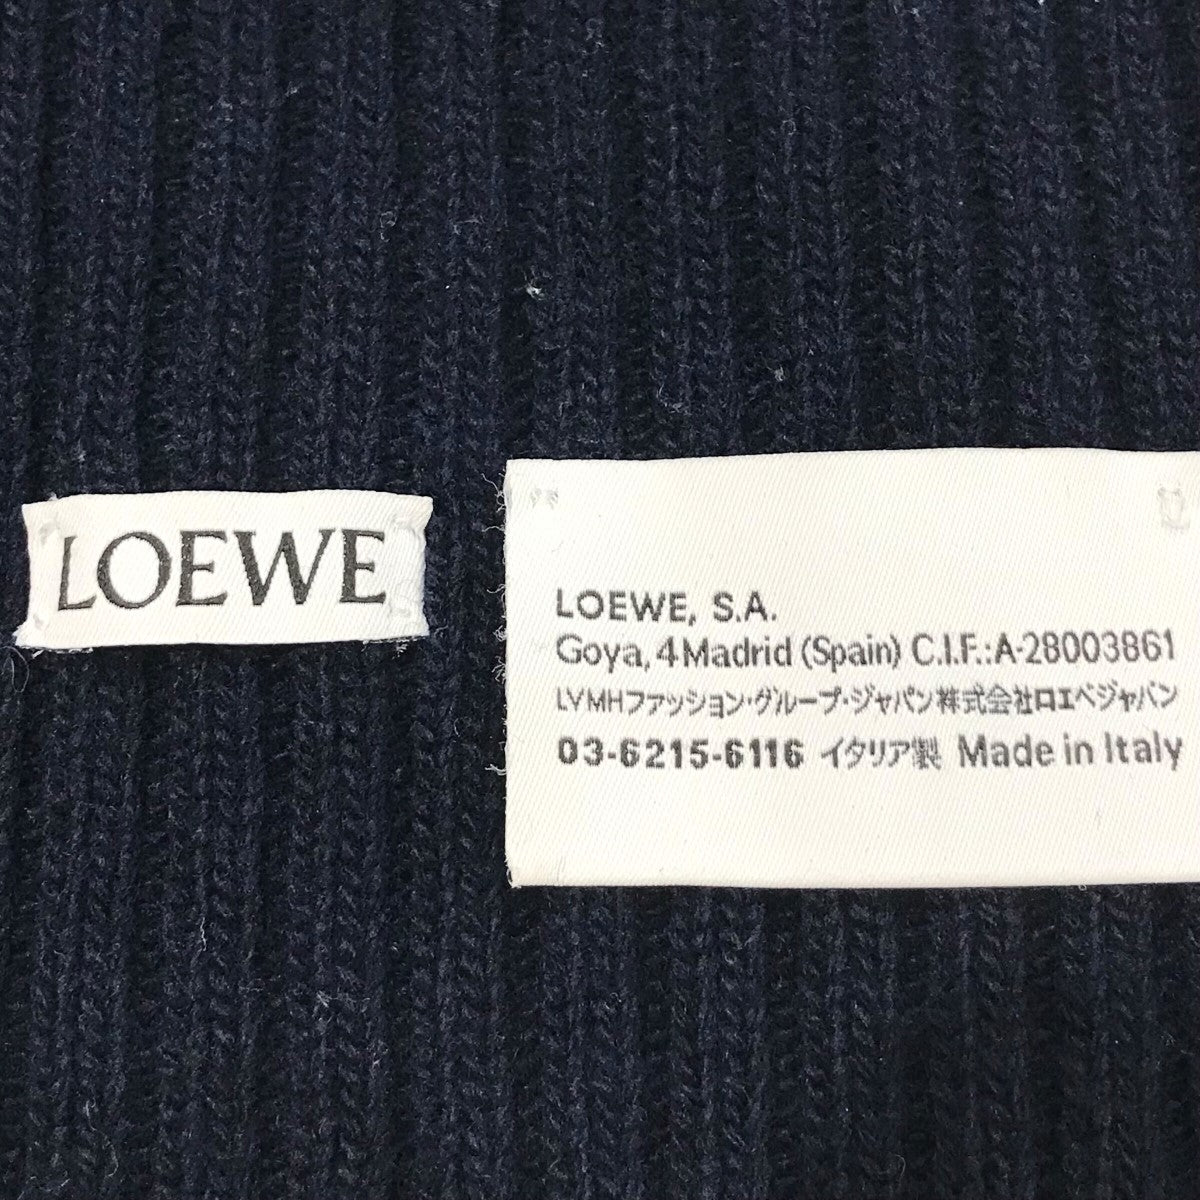 LOEWE
LOEWE, S.A.
Goya, 4 Madrid (Spain) C.I.F.:A-28003861
LVMHファッション・グループ・ジャパン株式会社ロエベジャパン
03-6215-6116 イタリア製 Made in Italy